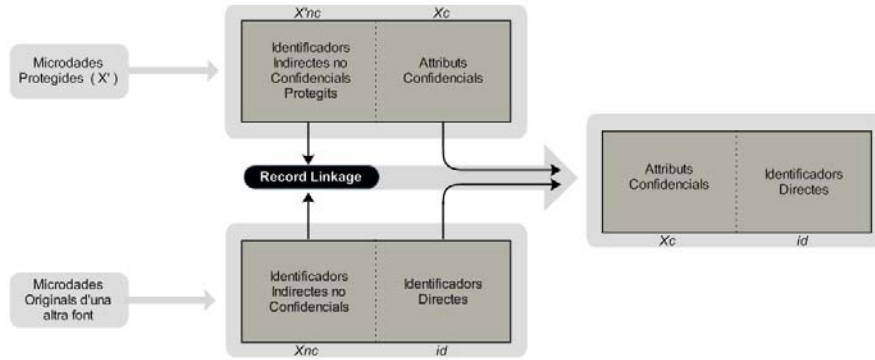 X'nc
Xc
Microdades
Protegides ( X' )
Identificadors
Indirectes no
Confidencials
Protegits
Attributs
Confidencials
Record Linkage
Attributs
Confidencials
Identificadors
Directes
Xc
id
Microdades
Originals d'una
altra font
Identificadors
Indirectes no
Confidencials
Identificadors
Directes
Xnc
id